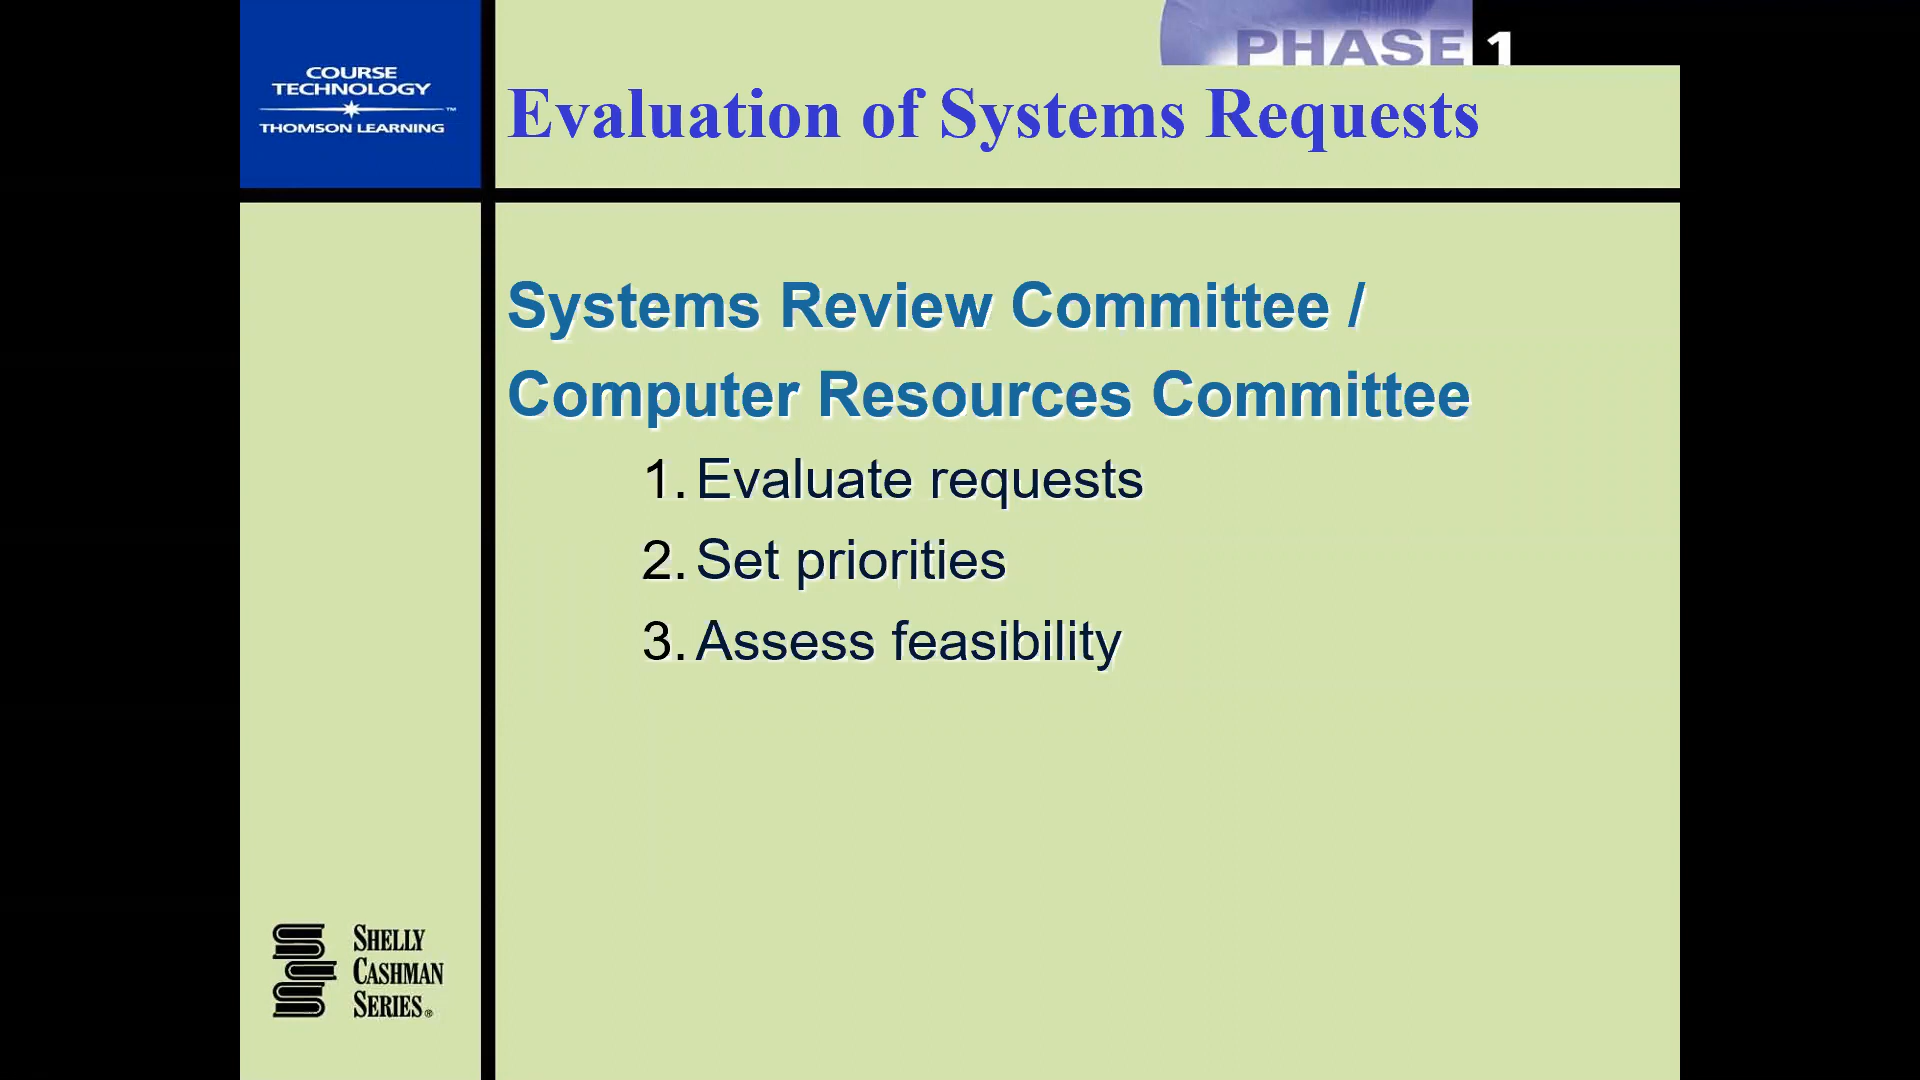 COURSE
TECHNOLOGY
™
THOMSON LEARNING
PHASE 1
Evaluation of Systems Requests
Systems Review Committee /
Computer Resources Committee
1. Evaluate requests
2. Set priorities
3. Assess feasibility
SHELLY
CASHMAN
SERIES®